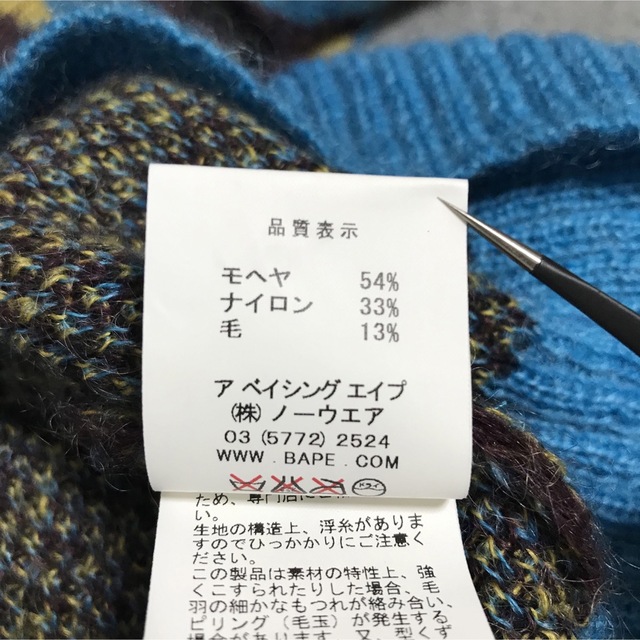 品質表示
モヘヤ 54%
ナイロン 33%
毛 13%
ア ベイシング エイプ
(株) ノーウエア
03 (5772) 2524
WWW.BAPE.COM
ドライ
ため、専門店に
い。
生地の構造上、浮糸がありま
すのでひっかかりにご注意く
ださい。
この製品は素材の特性上、強
くこすられたりした場合、毛
羽の細かなもつれが絡み合い、
ピリング(毛玉)が発生する
場合があります。又、型くず